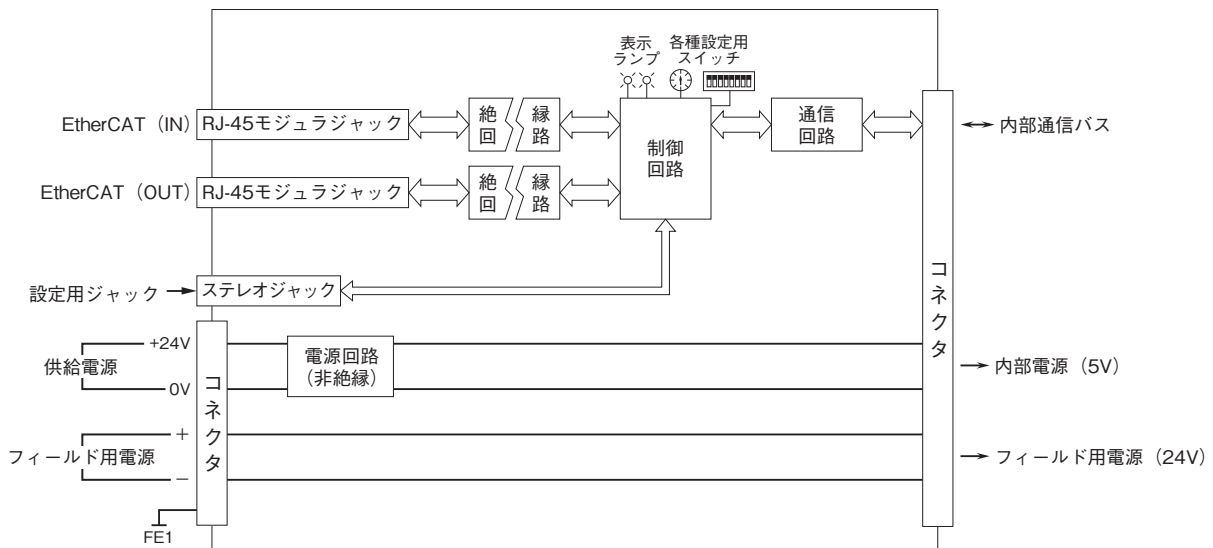 表示
ランプ
各種設定用
スイッチ
EtherCAT（IN）
RJ-45モジュラジャック
絶 縁
回 路
制御
回路
通信
回路
内部通信バス
EtherCAT（OUT）
RJ-45モジュラジャック
絶 縁
回 路
設定用ジャック
ステレオジャック
コネクタ
供給電源
+24V
0V
コネクタ
電源回路
（非絶縁）
内部電源（5V）
フィールド用電源
＋
－
フィールド用電源（24V）
FE1